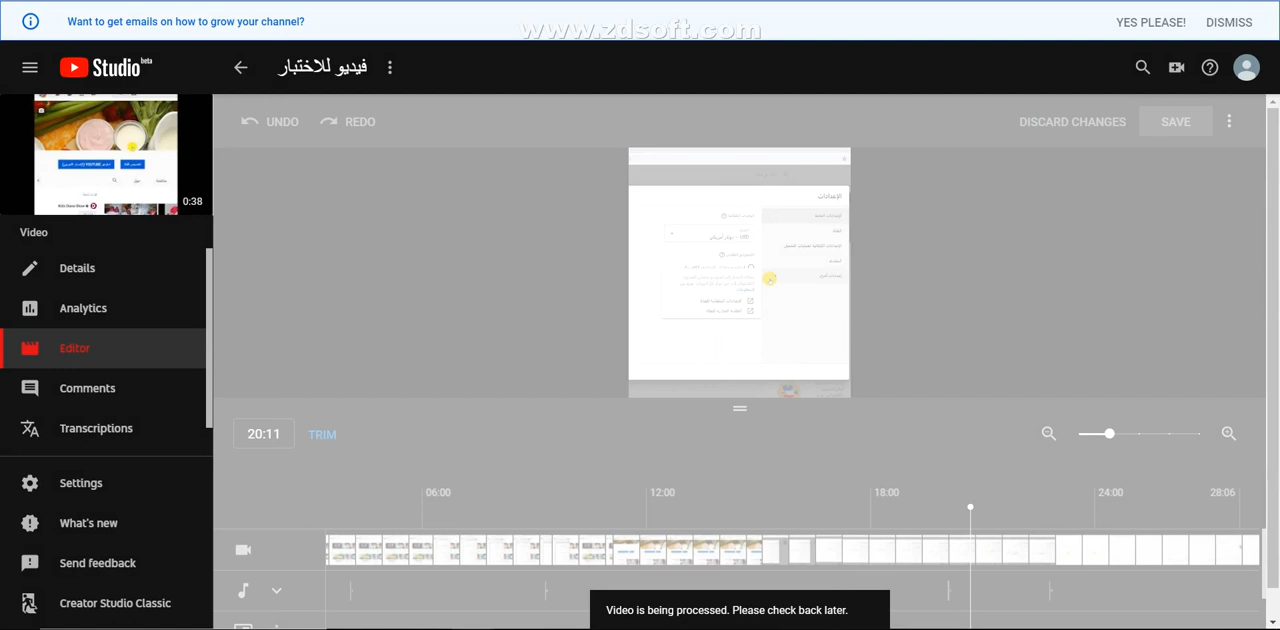 Want to get emails on how to grow your channel?
www.zdsoft.com
YES PLEASE!
DISMISS
Studio beta
فيديو للاختبار
UNDO
REDO
DISCARD CHANGES
SAVE
0:38
Video
Details
Analytics
Editor
Comments
Transcriptions
Settings
What's new
Send feedback
Creator Studio Classic
الإعدادات
20:11
TRIM
06:00
12:00
18:00
24:00
28:06
Video is being processed. Please check back later.